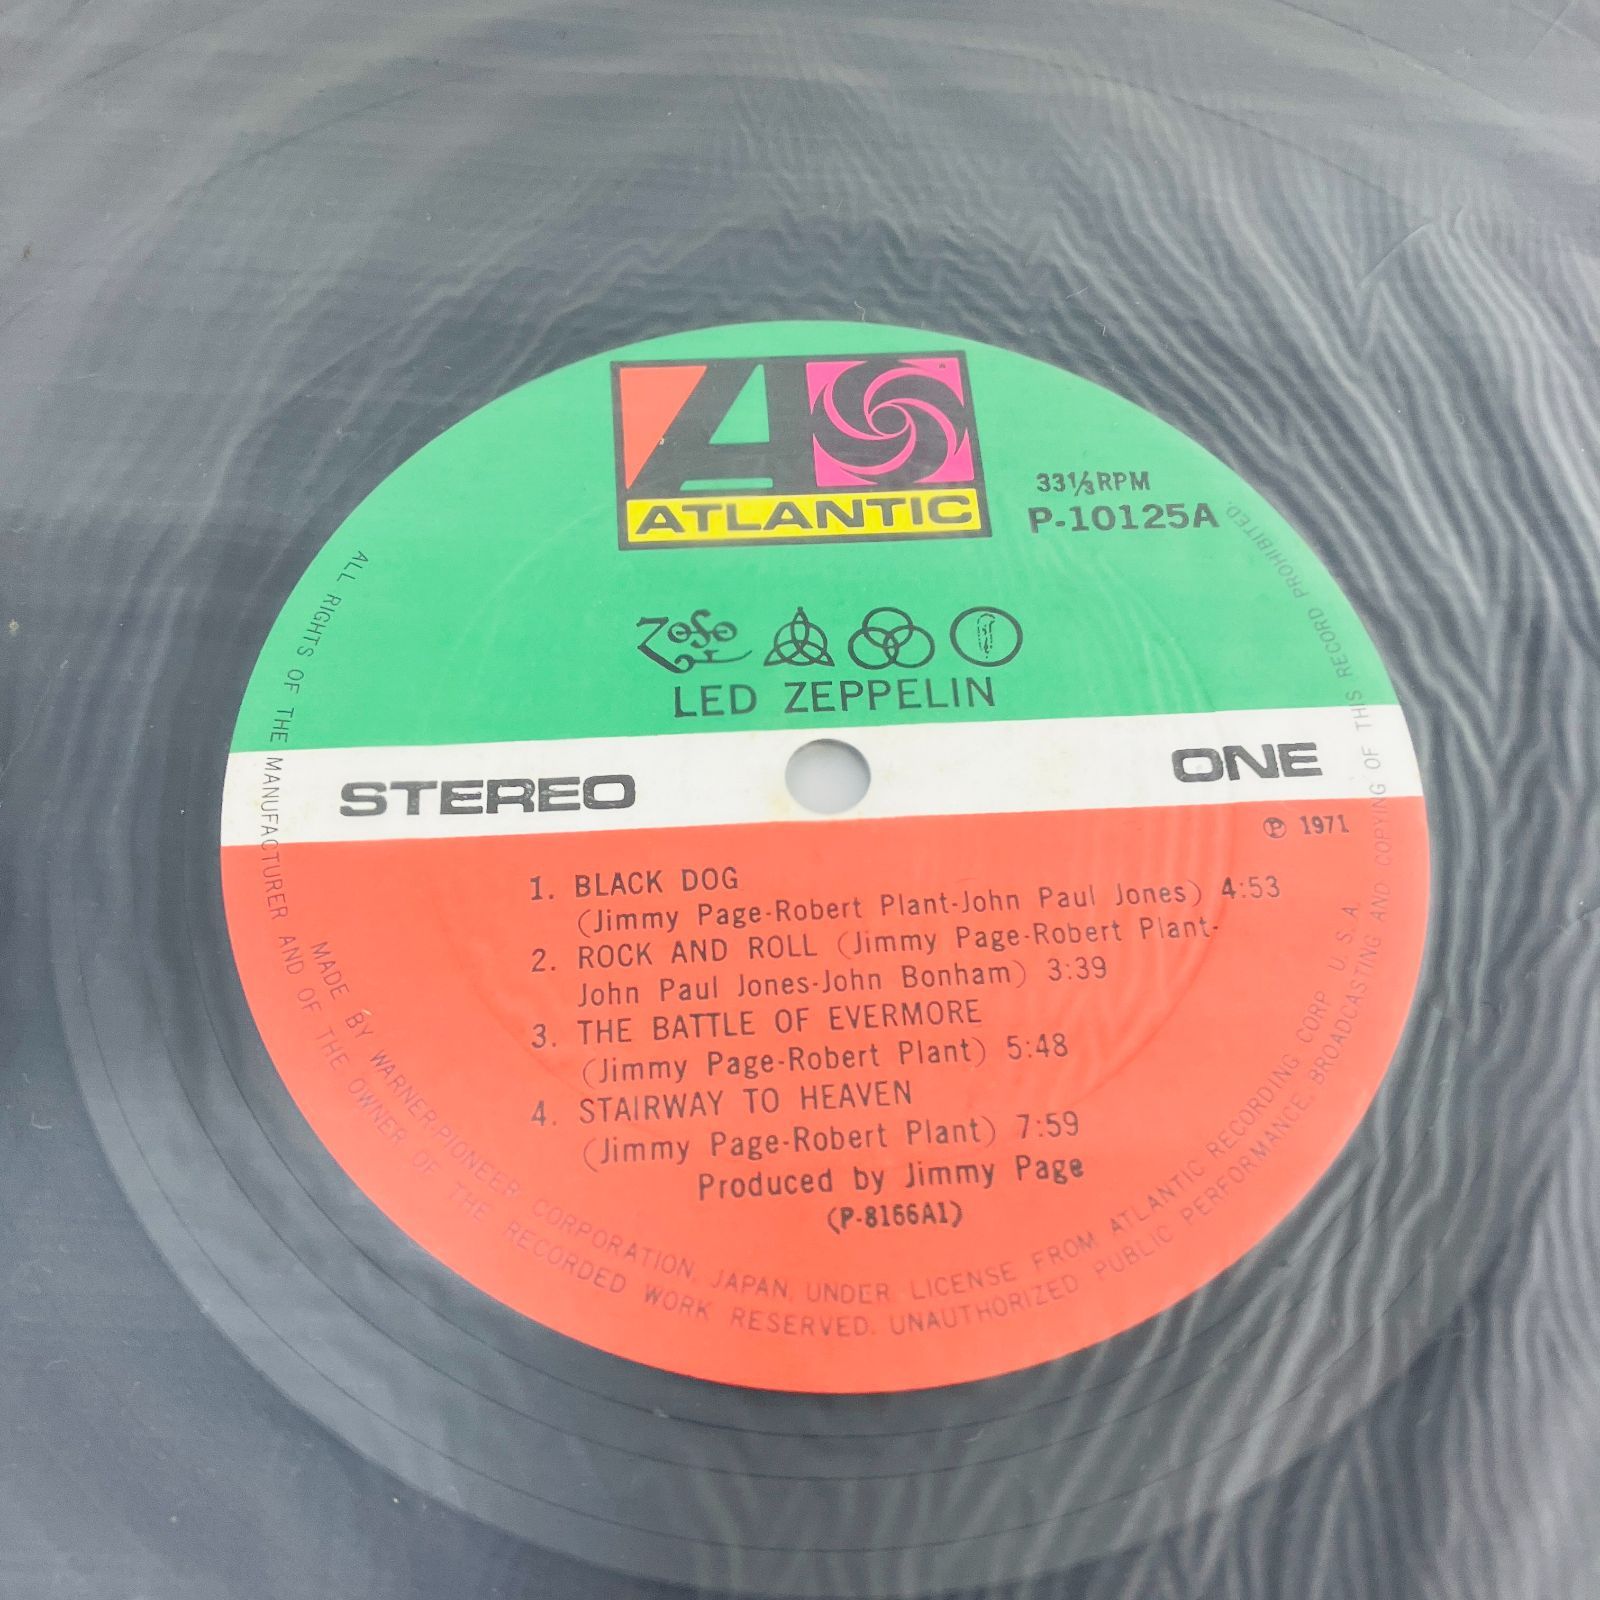 ATLANTIC
33⅓RPM
P-10125A
LED ZEPPELIN
STEREO
ONE
Ⓟ 1971
1. BLACK DOG
(Jimmy Page-Robert Plant-John Paul Jones) 4:53
2. ROCK AND ROLL (Jimmy Page-Robert Plant-
John Paul Jones-John Bonham) 3:39
3. THE BATTLE OF EVERMORE
(Jimmy Page-Robert Plant) 5:48
4. STAIRWAY TO HEAVEN
(Jimmy Page-Robert Plant) 7:59
Produced by Jimmy Page
(P-8166A1)
MADE BY WARNER-PIONEER CORPORATION, JAPAN, UNDER LICENSE FROM ATLANTIC RECORDING CORP. U.S.A.
ALL RIGHTS OF THE MANUFACTURER AND OF THE OWNER OF THE RECORDED WORK RESERVED. UNAUTHORIZED PUBLIC PERFORMANCE, BROADCASTING AND COPYING OF THIS RECORD PROHIBITED.